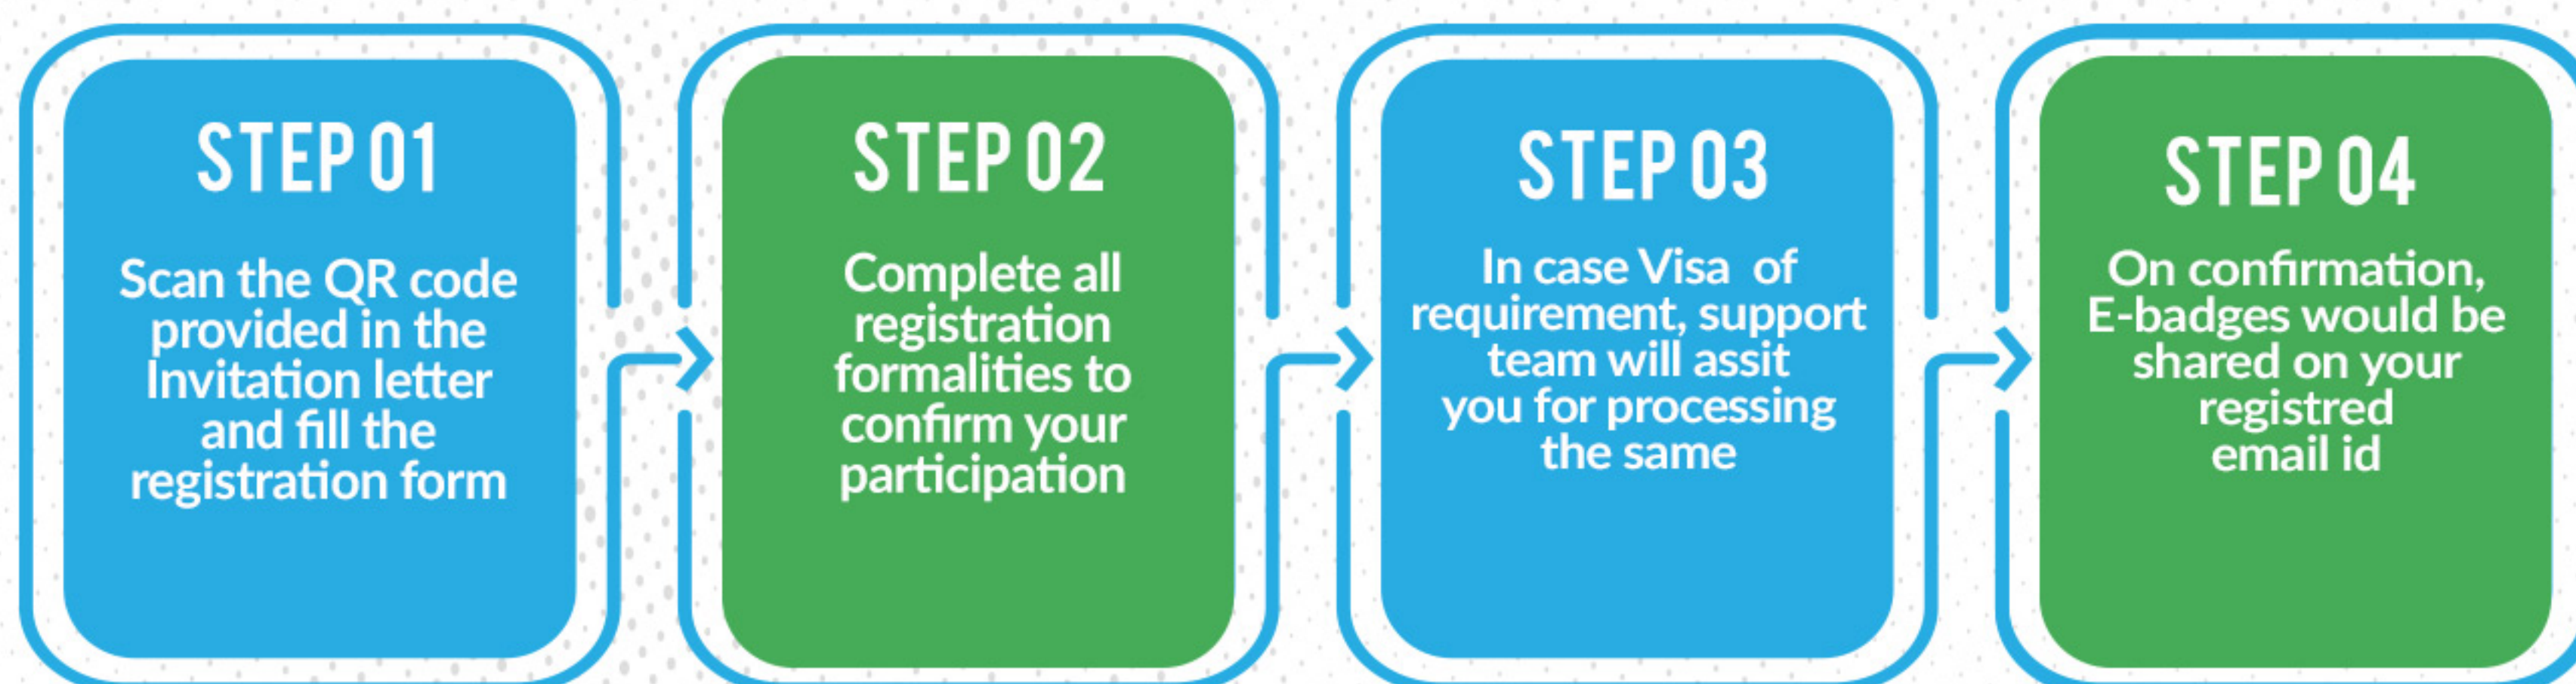 STEP 01
Scan the QR code
provided in the
Invitation letter
and fill the
registration form
STEP 02
Complete all
registration
formalities to
confirm your
participation
STEP 03
In case Visa  of
requirement, support
team will assit
you for processing
the same
STEP 04
On confirmation,
E-badges would be
shared on your
registred
email id